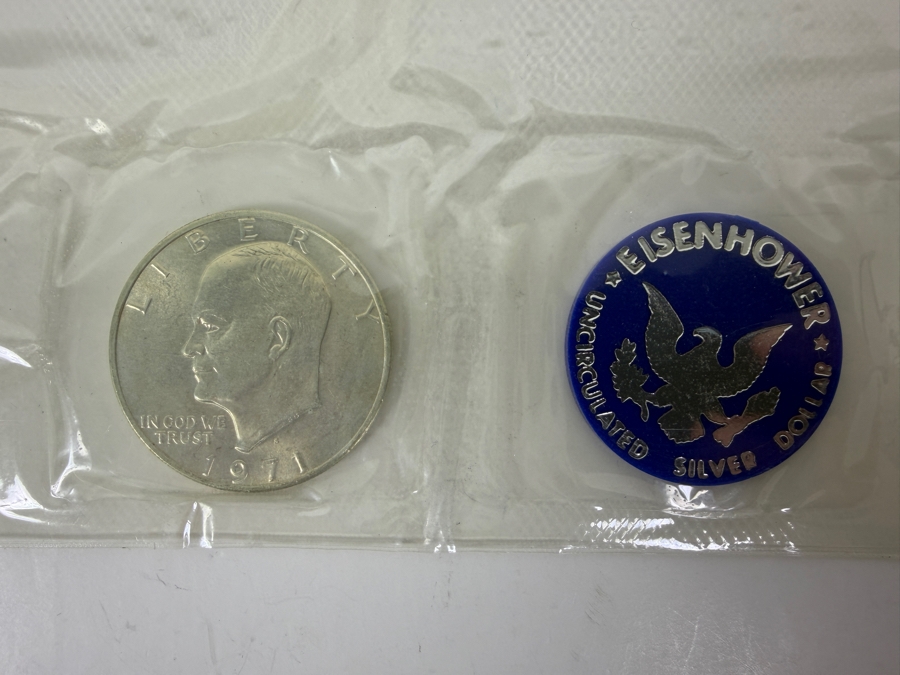 LIBERTY
IN GOD WE
TRUST
1971
★ EISENHOWER ★
UNCIRCULATED SILVER DOLLAR